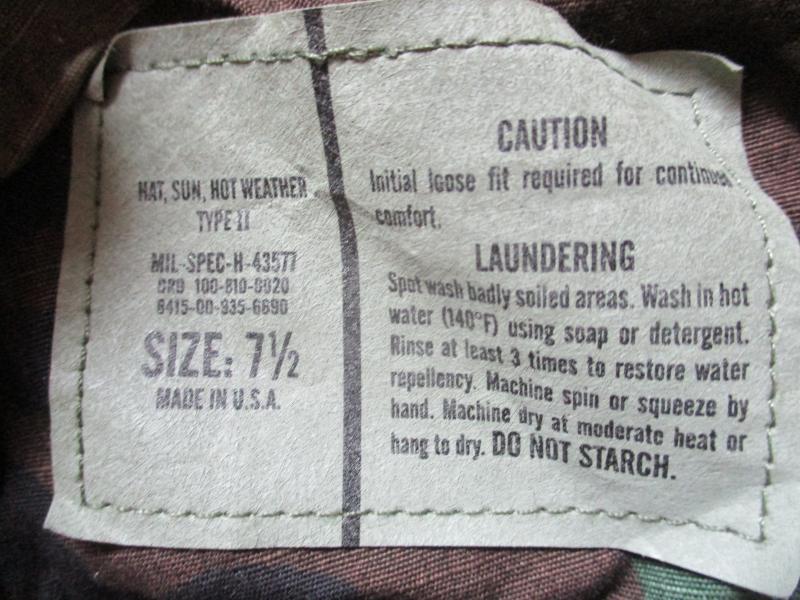 HAT, SUN, HOT WEATHER
TYPE II
MIL-SPEC-H-43577
ORD 100-810-0020
8415-00-935-6690
SIZE: 7½
MADE IN U.S.A.
CAUTION
Initial loose fit required for continued
comfort.
LAUNDERING
Spot wash badly soiled areas. Wash in hot
water (140°F) using soap or detergent.
Rinse at least 3 times to restore water
repellency. Machine spin or squeeze by
hand. Machine dry at moderate heat or
hang to dry. DO NOT STARCH.